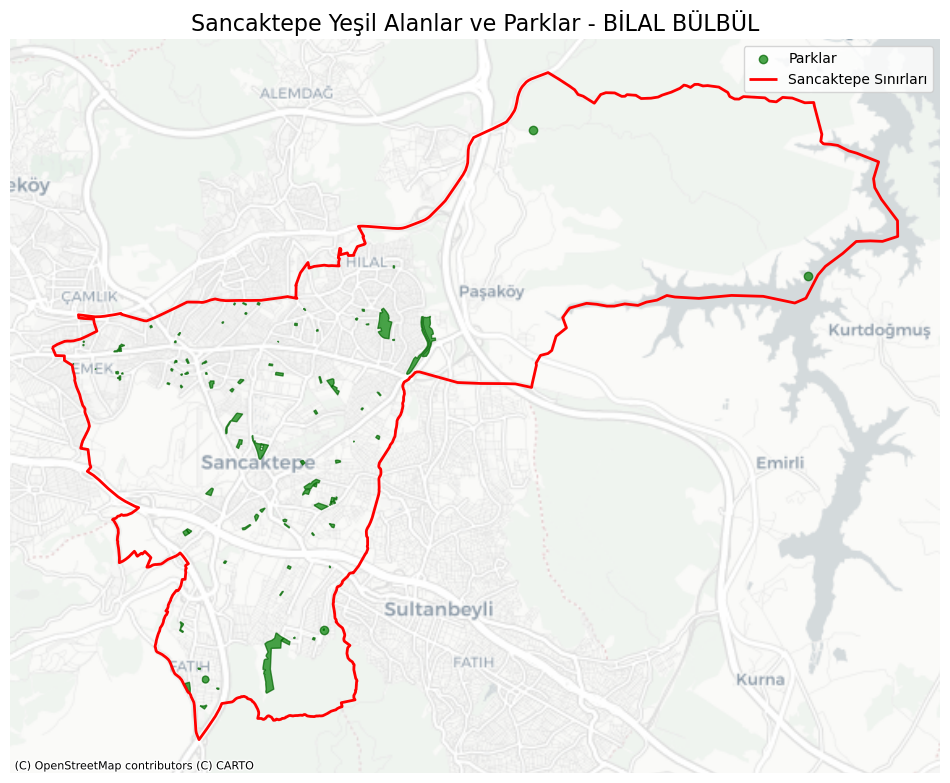 Sancaktepe Yeşil Alanlar ve Parklar - BİLAL BÜLBÜL
Parklar
Sancaktepe Sınırları
ALEMDAĞ
eköy
HILAL
ÇAMLIK
Paşaköy
Kurtdoğmuş
EMEK
Sancaktepe
Emirli
Sultanbeyli
FATIH
FATIH
Kurna
(C) OpenStreetMap contributors (C) CARTO